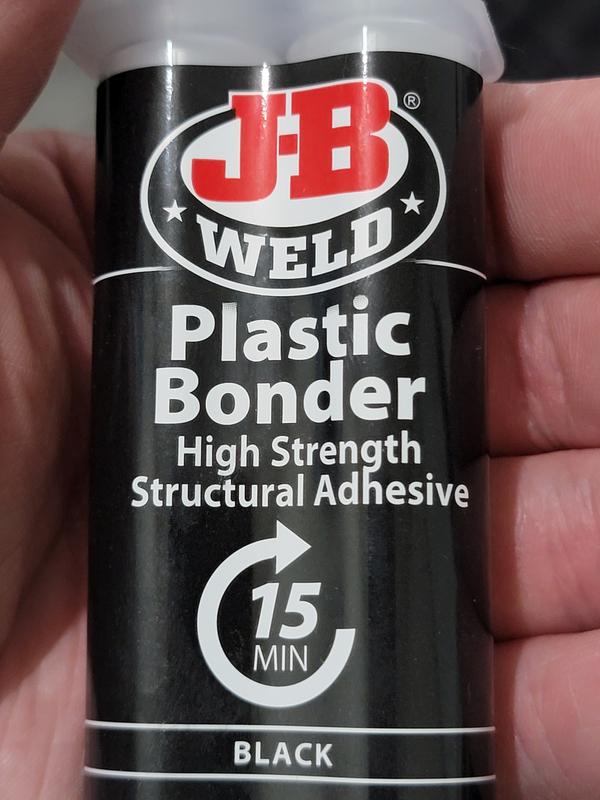 J-B®
WELD
Plastic
Bonder
High Strength
Structural Adhesive
15
MIN
BLACK